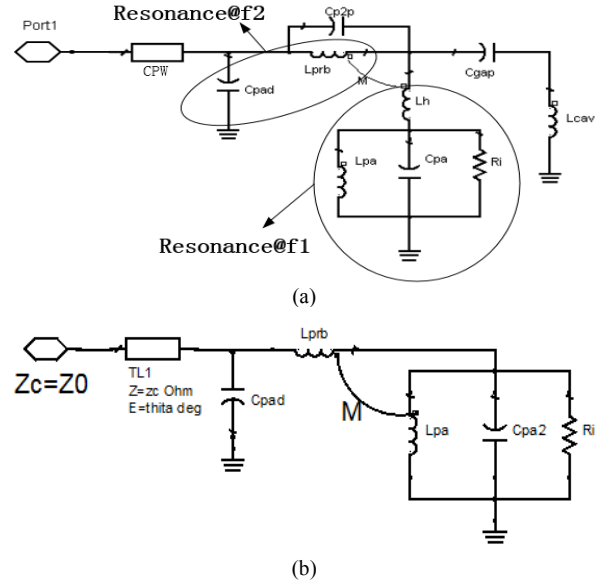 Port1
Resonance@f2
Cp2p
CPW
Lprb
Cpad
M
Cgap
Lh
Lcav
Lpa
Cpa
Ri
Resonance@f1
(a)
Lprb
Zc=Z0
TL1
Z=zc Ohm
E=thita deg
Cpad
M
Lpa
Cpa2
Ri
(b)